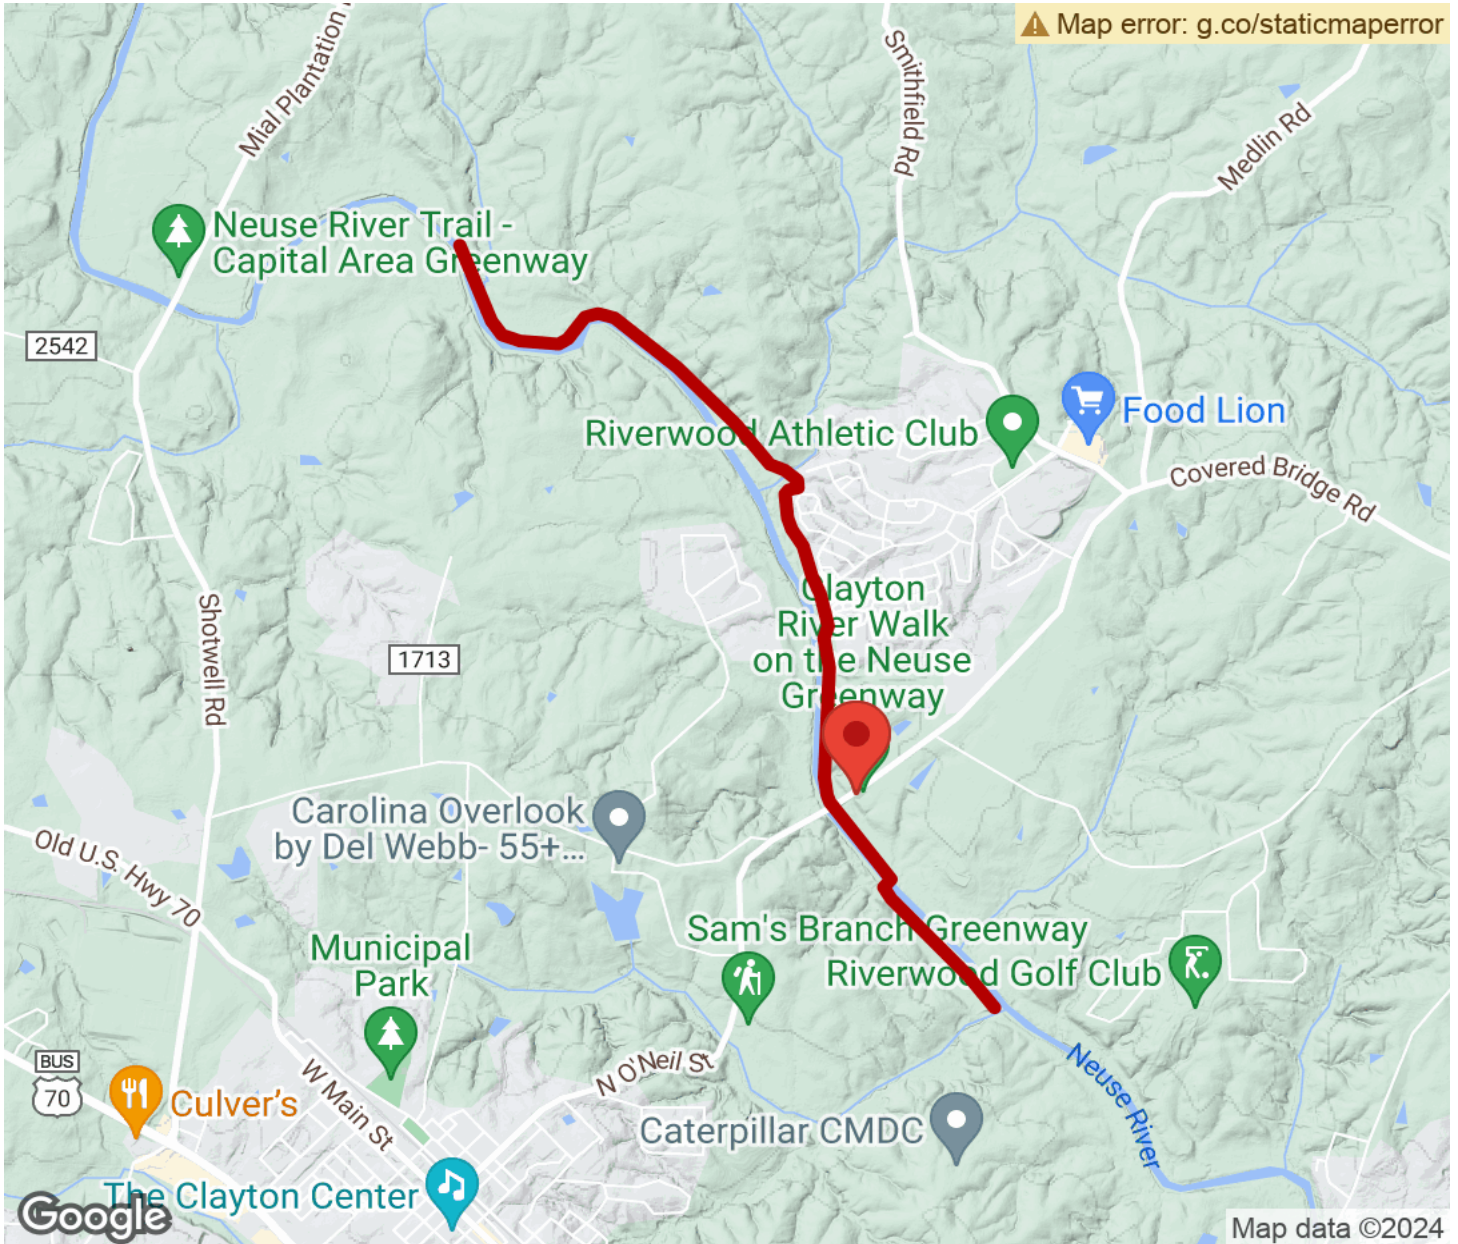 Map error: g.co/staticmaperror
Mial Plantation
Smithfield Rd
Medlin Rd
Neuse River Trail -
Capital Area Greenway
2542
Food Lion
Riverwood Athletic Club
Covered Bridge Rd
Shotwell Rd
Clayton
River Walk
on the Neuse
Greenway
1713
Carolina Overlook
by Del Webb- 55+...
Old U.S. Hwy 70
Sam's Branch Greenway
Municipal
Park
Riverwood Golf Club
BUS
70
Culver's
W Main St
N O'Neil St
Neuse River
Caterpillar CMDC
The Clayton Center
Google
Map data ©2024